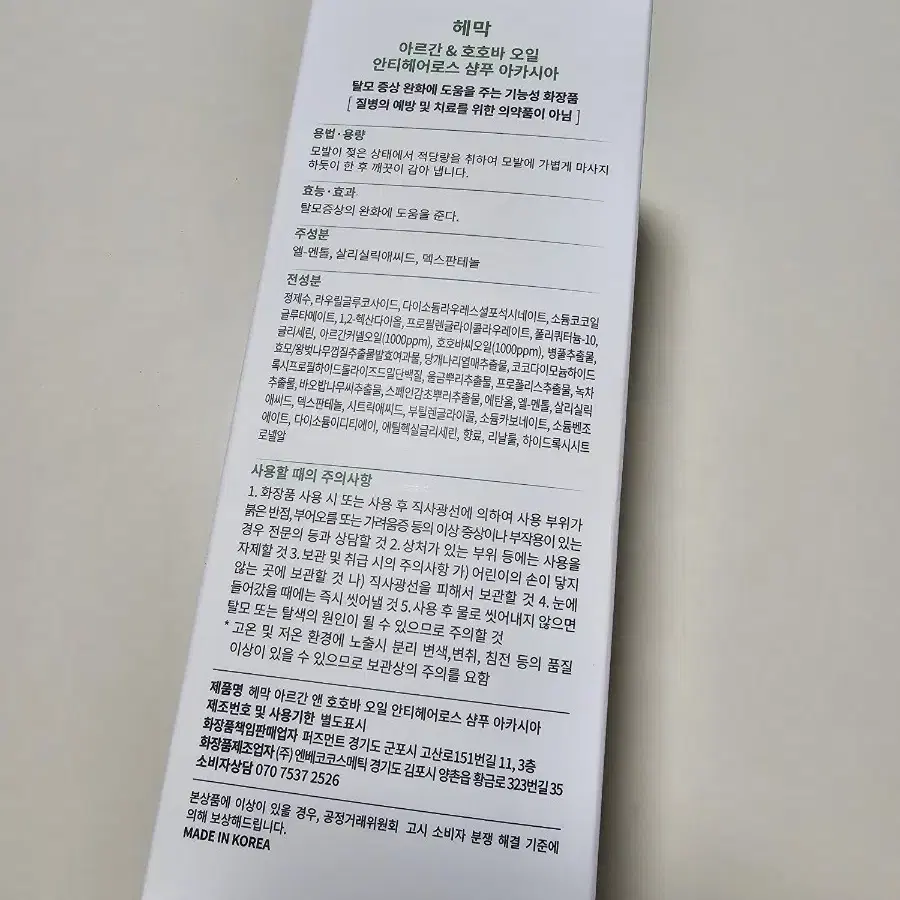 헤막
아르간 & 호호바 오일
안티헤어로스 샴푸 아카시아
탈모 증상 완화에 도움을 주는 기능성 화장품
[ 질병의 예방 및 치료를 위한 의약품이 아님 ]
용법·용량
모발이 젖은 상태에서 적당량을 취하여 모발에 가볍게 마사지
하듯이 한 후 깨끗이 감아 냅니다.
효능·효과
탈모증상의 완화에 도움을 준다.
주성분
엘-멘톨, 살리실릭애씨드, 덱스판테놀
전성분
정제수, 라우릴글루코사이드, 다이소듐라우레스설포석시네이트, 소듐코코일
글루타메이트, 1,2-헥산다이올, 프로필렌글라이콜라우레이트, 폴리쿼터늄-10,
글리세린, 아르간커넬오일(1000ppm), 호호바씨오일(1000ppm), 병풀추출물,
효모/왕벚나무껍질추출물발효여과물, 당개나리열매추출물, 코코다이모늄하이드
록시프로필하이드롤라이즈드밀단백질, 울금뿌리추출물, 프로폴리스추출물, 녹차
추출물, 바오밥나무씨추출물, 스페인감초뿌리추출물, 에탄올, 엘-멘톨, 살리실릭
애씨드, 덱스판테놀, 시트릭애씨드, 부틸렌글라이콜, 소듐카보네이트, 소듐벤조
에이트, 다이소듐이디티에이, 에틸헥실글리세린, 향료, 리날룰, 하이드록시시트
로넬알
사용할 때의 주의사항
1. 화장품 사용 시 또는 사용 후 직사광선에 의하여 사용 부위가
붉은 반점, 부어오름 또는 가려움증 등의 이상 증상이나 부작용이 있는
경우 전문의 등과 상담할 것 2. 상처가 있는 부위 등에는 사용을
자제할 것 3. 보관 및 취급 시의 주의사항 가) 어린이의 손이 닿지
않는 곳에 보관할 것 나) 직사광선을 피해서 보관할 것 4. 눈에
들어갔을 때에는 즉시 씻어낼 것 5. 사용 후 물로 씻어내지 않으면
탈모 또는 탈색의 원인이 될 수 있으므로 주의할 것
* 고온 및 저온 환경에 노출시 분리 변색,변취, 침전 등의 품질
이상이 있을 수 있으므로 보관상의 주의를 요함
제품명 헤막 아르간 앤 호호바 오일 안티헤어로스 샴푸 아카시아
제조번호 및 사용기한 별도표시
화장품책임판매업자 퍼즈먼트 경기도 군포시 고산로151번길 11, 3층
화장품제조업자 (주) 엔베코코스메틱 경기도 김포시 양촌읍 황금로 323번길 35
소비자상담 070 7537 2526
본상품에 이상이 있을 경우, 공정거래위원회 고시 소비자 분쟁 해결 기준에
의해 보상해드립니다.
MADE IN KOREA